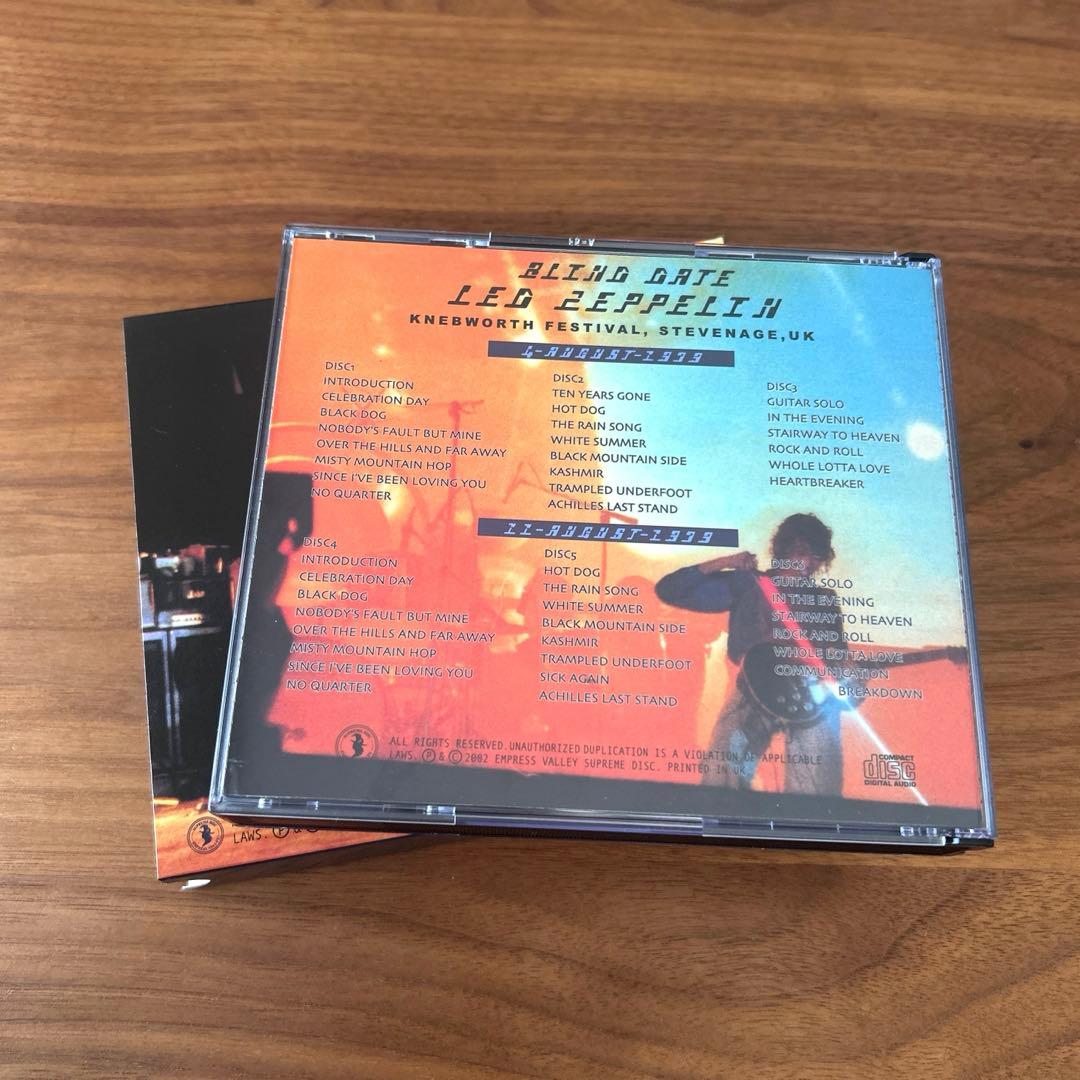 BLIND DATE
LED ZEPPELIN
KNEBWORTH FESTIVAL, STEVENAGE,UK
4-AUGUST-1979
DISC1
INTRODUCTION
CELEBRATION DAY
BLACK DOG
NOBODY'S FAULT BUT MINE
OVER THE HILLS AND FAR AWAY
MISTY MOUNTAIN HOP
SINCE I'VE BEEN LOVING YOU
NO QUARTER
DISC2
TEN YEARS GONE
HOT DOG
THE RAIN SONG
WHITE SUMMER
BLACK MOUNTAIN SIDE
KASHMIR
TRAMPLED UNDERFOOT
ACHILLES LAST STAND
DISC3
GUITAR SOLO
IN THE EVENING
STAIRWAY TO HEAVEN
ROCK AND ROLL
WHOLE LOTTA LOVE
HEARTBREAKER
11-AUGUST-1979
DISC4
INTRODUCTION
CELEBRATION DAY
BLACK DOG
NOBODY'S FAULT BUT MINE
OVER THE HILLS AND FAR AWAY
MISTY MOUNTAIN HOP
SINCE I'VE BEEN LOVING YOU
NO QUARTER
DISC5
HOT DOG
THE RAIN SONG
WHITE SUMMER
BLACK MOUNTAIN SIDE
KASHMIR
TRAMPLED UNDERFOOT
SICK AGAIN
ACHILLES LAST STAND
DISC6
GUITAR SOLO
IN THE EVENING
STAIRWAY TO HEAVEN
ROCK AND ROLL
WHOLE LOTTA LOVE
COMMUNICATION
BREAKDOWN
ALL RIGHTS RESERVED.UNAUTHORIZED DUPLICATION IS A VIOLATION OF APPLICABLE
LAWS. Ⓟ & Ⓒ 2002 EMPRESS VALLEY SUPREME DISC. PRINTED IN UK.
COMPACT
disc
DIGITAL AUDIO
LAWS. Ⓟ &